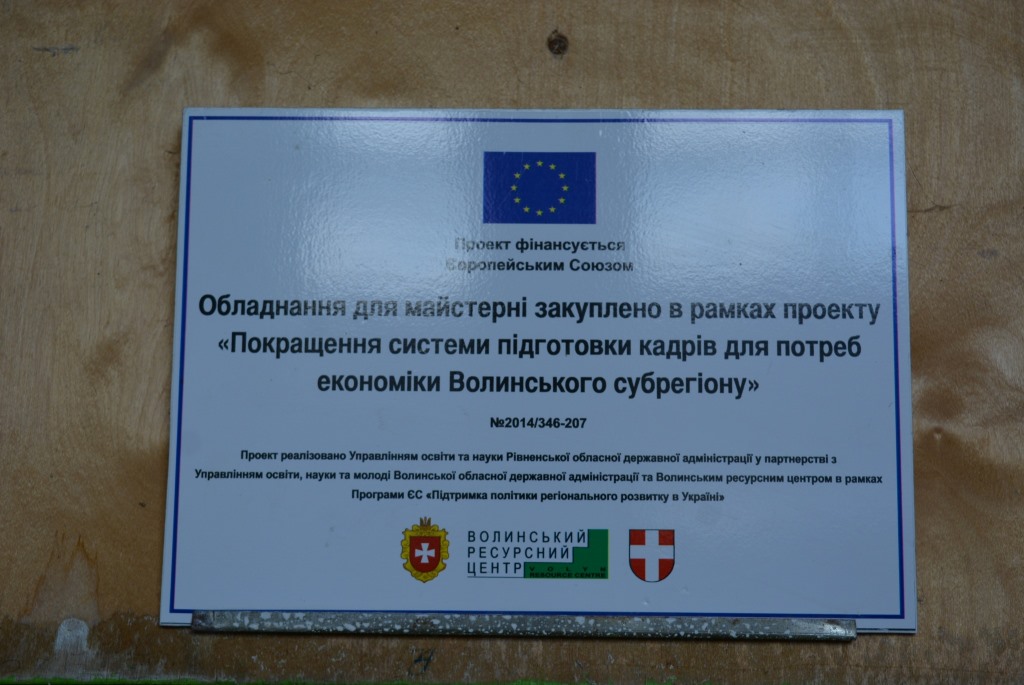 Проект фінансується
Європейським Союзом
Обладнання для майстерні закуплено в рамках проекту
«Покращення системи підготовки кадрів для потреб
економіки Волинського субрегіону»
№2014/346-207
Проект реалізовано Управлінням освіти та науки Рівненської обласної державної адміністрації у партнерстві з
Управлінням освіти, науки та молоді Волинської обласної державної адміністрації та Волинським ресурсним центром в рамках
Програми ЄС «Підтримка політики регіонального розвитку в Україні»
ВОЛИНСЬКИЙ
РЕСУРСНИЙ
ЦЕНТР
VOLYN
RESOURCE CENTRE